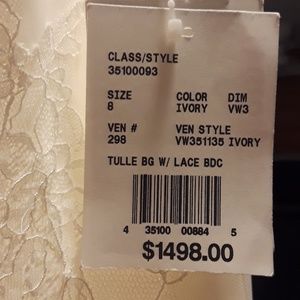 CLASS/STYLE
35100093
SIZE COLOR DIM
8 IVORY VW3
VEN # VEN STYLE
298 VW351135 IVORY
TULLE BG W/ LACE BDC
4 35100 00884 5
$1498.00